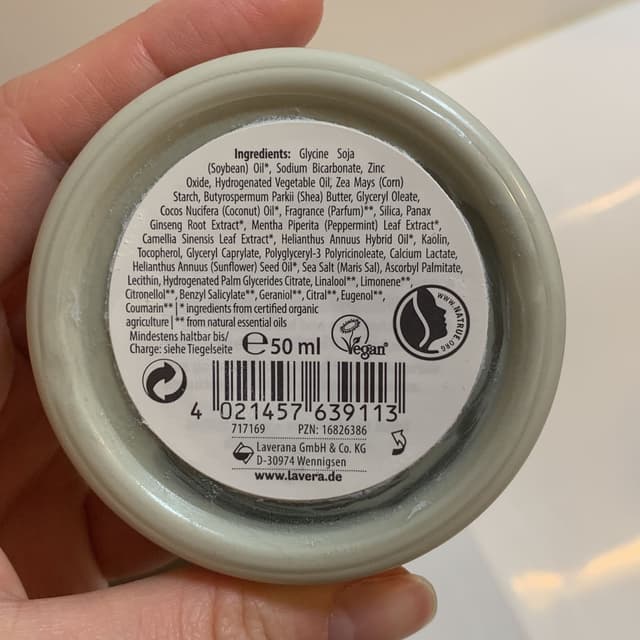 Ingredients: Glycine Soja
(Soybean) Oil*, Sodium Bicarbonate, Zinc
Oxide, Hydrogenated Vegetable Oil, Zea Mays (Corn)
Starch, Butyrospermum Parkii (Shea) Butter, Glyceryl Oleate,
Cocos Nucifera (Coconut) Oil*, Fragrance (Parfum)**, Silica, Panax
Ginseng Root Extract*, Mentha Piperita (Peppermint) Leaf Extract*,
Camellia Sinensis Leaf Extract*, Helianthus Annuus Hybrid Oil*, Kaolin,
Tocopherol, Glyceryl Caprylate, Polyglyceryl-3 Polyricinoleate, Calcium Lactate,
Helianthus Annuus (Sunflower) Seed Oil*, Sea Salt (Maris Sal), Ascorbyl Palmitate,
Lecithin, Hydrogenated Palm Glycerides Citrate, Linalool**, Limonene**,
Citronellol**, Benzyl Salicylate**, Geraniol**, Citral**, Eugenol**,
Coumarin** | * ingredients from certified organic
agriculture | ** from natural essential oils
Mindestens haltbar bis/
Charge: siehe Tiegelseite
e 50 ml
Vegan
WWW.NATRUE.ORG
4 021457 639113
717169 PZN: 16826386
Laverana GmbH & Co. KG
D-30974 Wennigsen
www.lavera.de